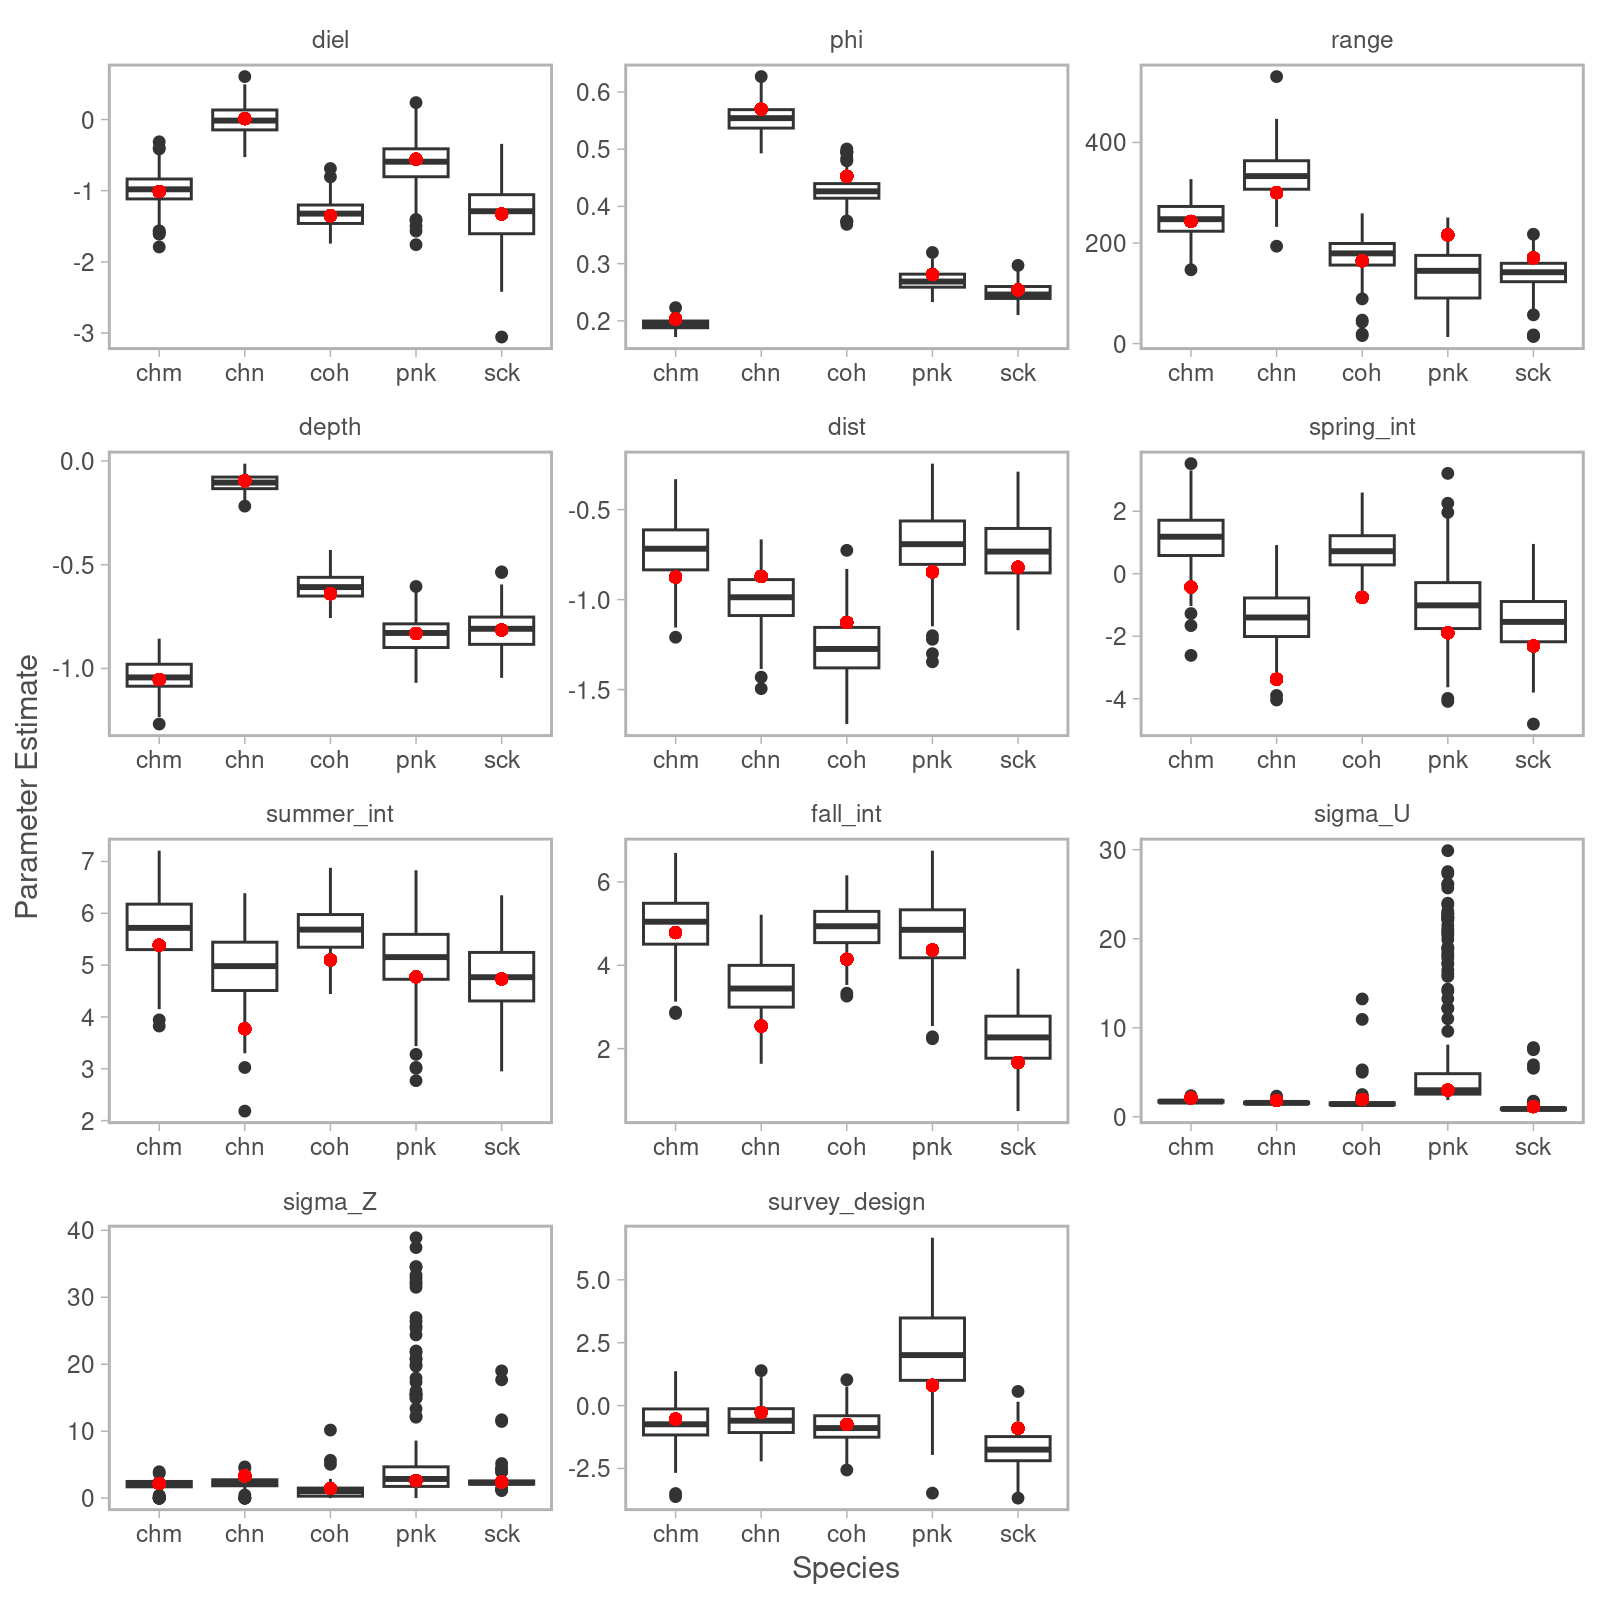 diel phi range
0 -1 -2 -3
0.6 0.5 0.4 0.3 0.2
400 200 0
chm chn coh pnk sck chm chn coh pnk sck chm chn coh pnk sck
depth dist spring_int
0.0 -0.5 -1.0
-0.5 -1.0 -1.5
2 0 -2 -4
chm chn coh pnk sck chm chn coh pnk sck chm chn coh pnk sck
Parameter Estimate
summer_int fall_int sigma_U
7 6 5 4 3 2
6 4 2
30 20 10 0
chm chn coh pnk sck chm chn coh pnk sck chm chn coh pnk sck
sigma_Z survey_design
40 30 20 10 0
5.0 2.5 0.0 -2.5
chm chn coh pnk sck chm chn coh pnk sck
Species